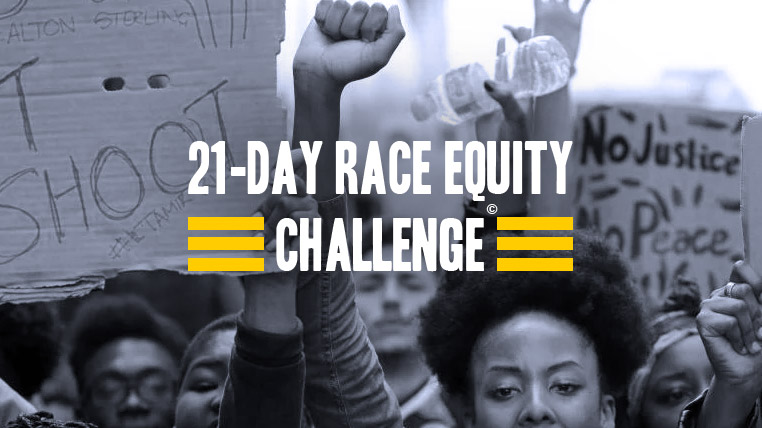 ALTON STERLING
T
SHOOT
21-DAY RACE EQUITY
CHALLENGE©
No Justice
No Peace